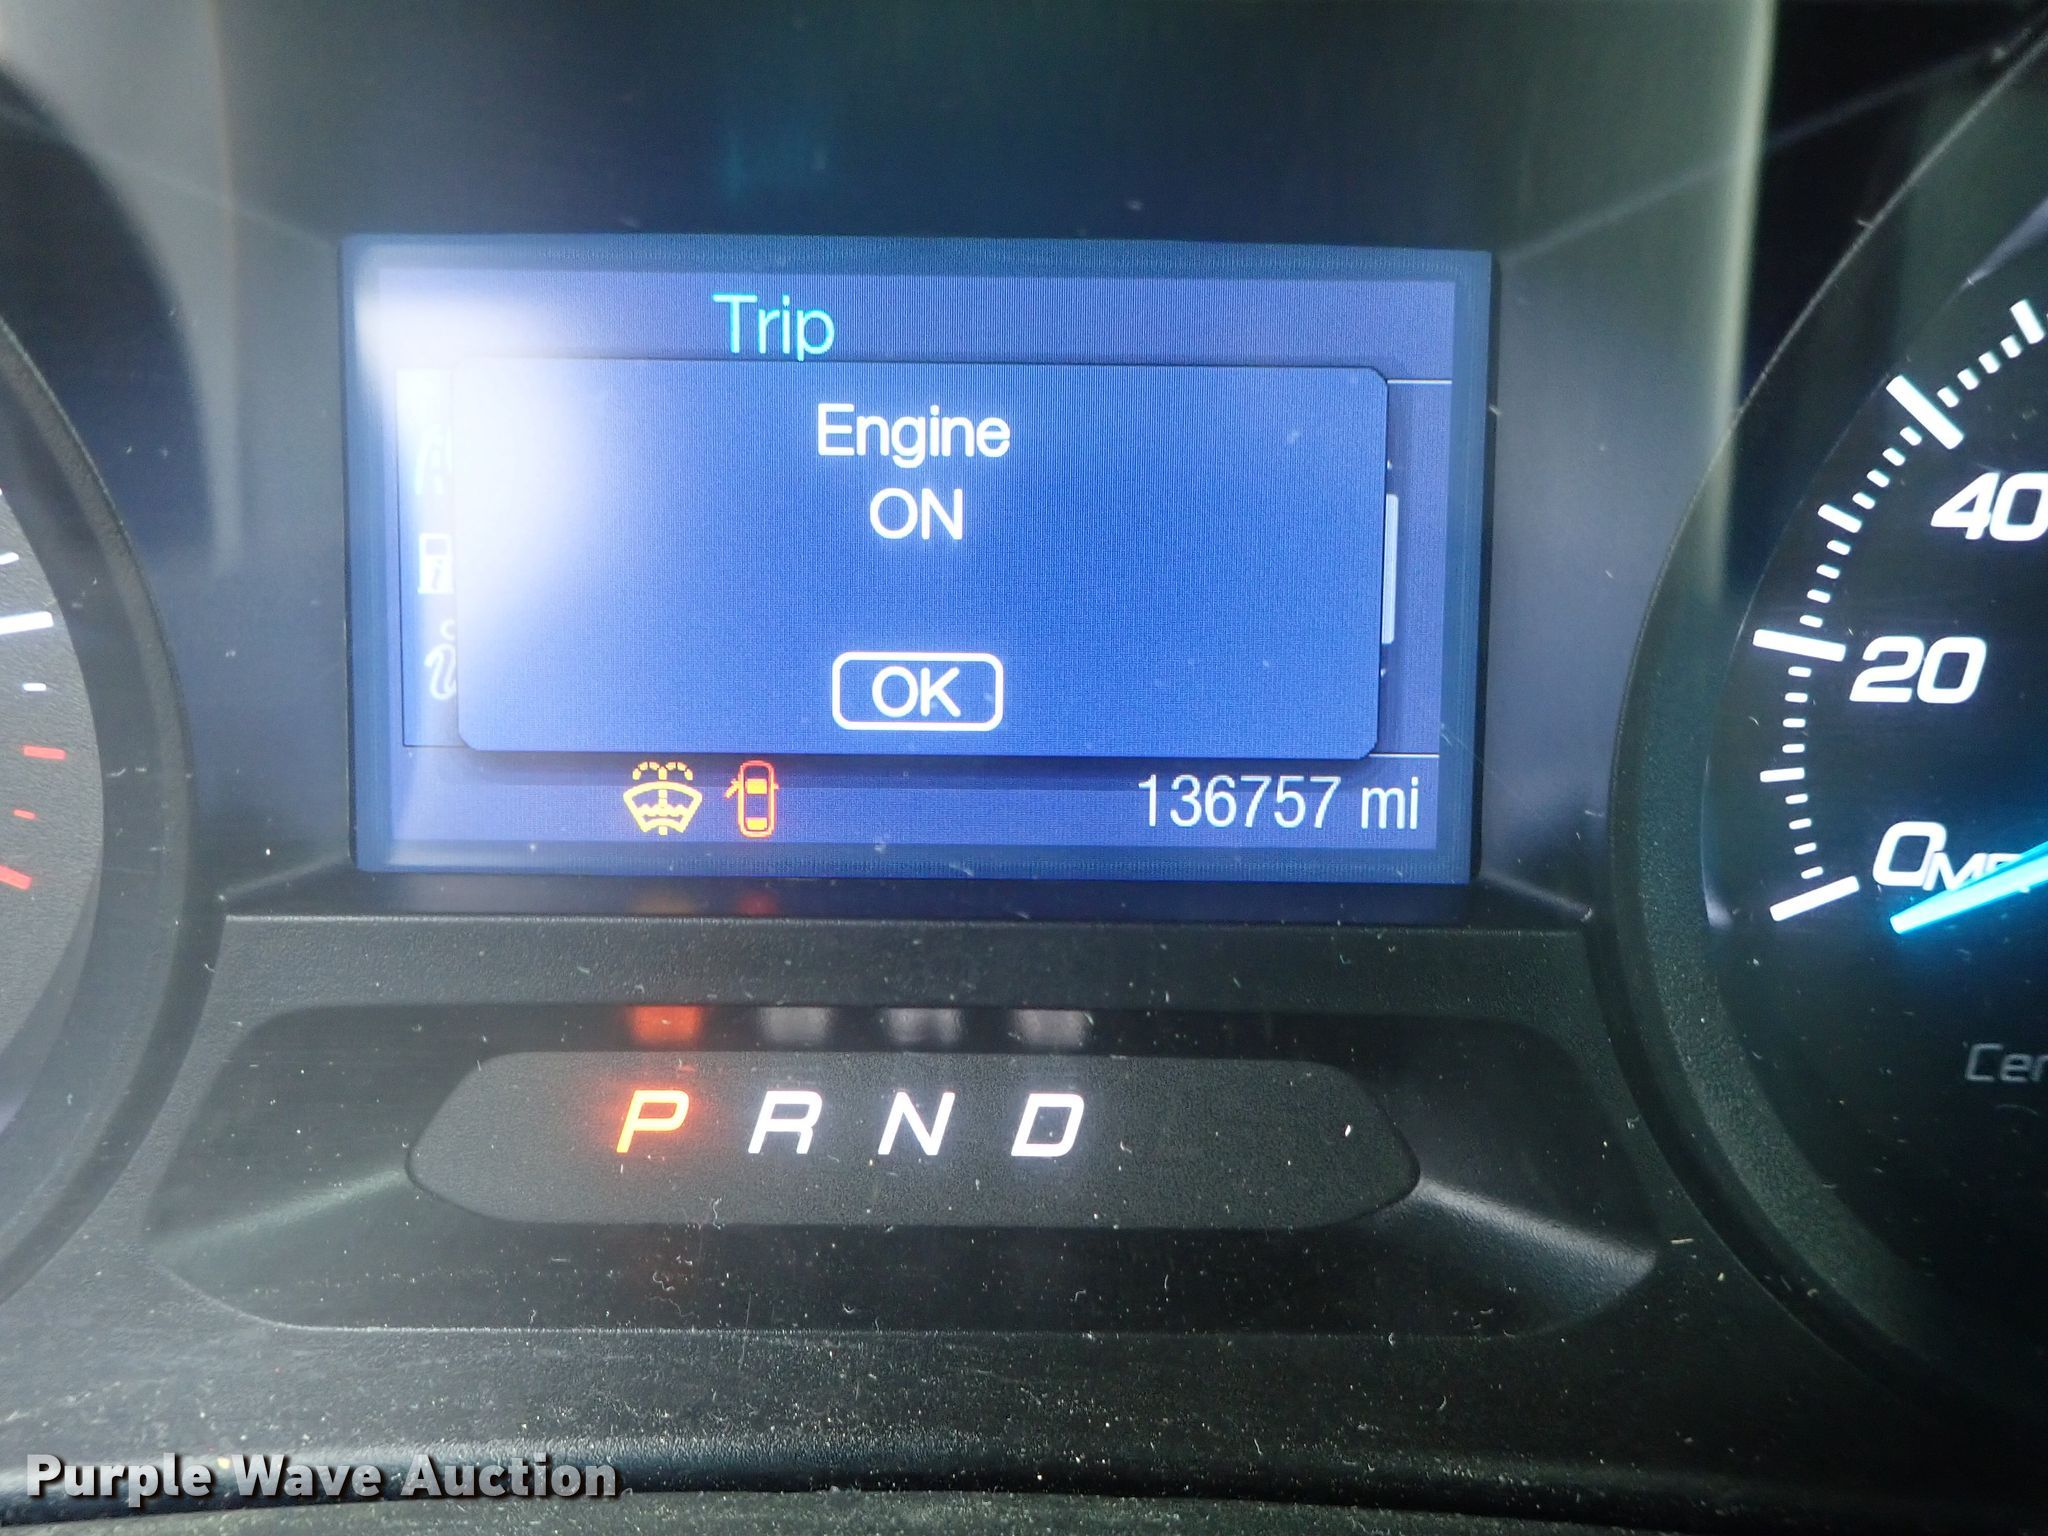 Trip
Engine
ON
OK
136757 mi
40
20
0
P R N D
Purple Wave Auction